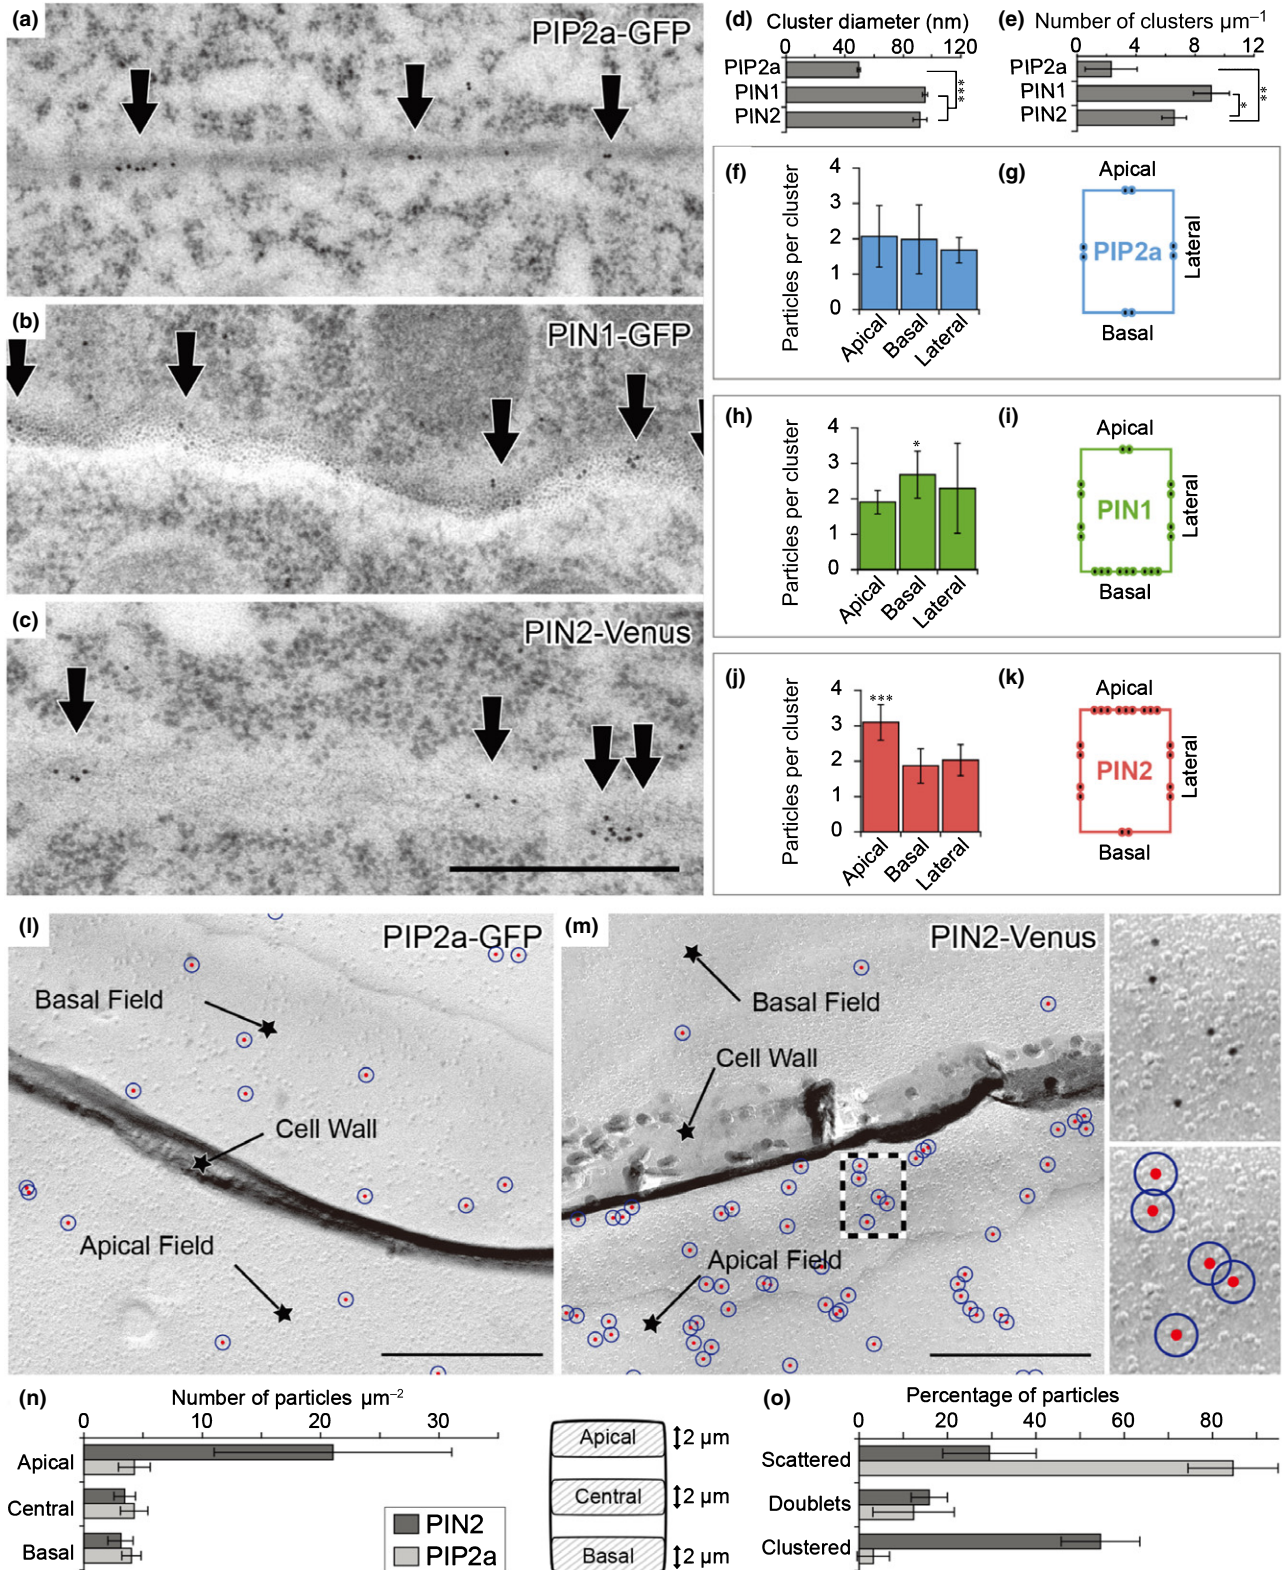 (a)
PIP2a-GFP
(b)
PIN1-GFP
(c)
PIN2-Venus
(d) Cluster diameter (nm)
0 40 80 120
PIP2a
PIN1
PIN2
***
(e) Number of clusters µm–1
0 4 8 12
PIP2a
PIN1
PIN2
*
**
(f)
Particles per cluster
4
3
2
1
0
Apical Basal Lateral
(g)
Apical
PIP2a
Lateral
Basal
(h)
Particles per cluster
4
3
2
1
0
*
Apical Basal Lateral
(i)
Apical
PIN1
Lateral
Basal
(j)
Particles per cluster
4
3
2
1
0
***
Apical Basal Lateral
(k)
Apical
PIN2
Lateral
Basal
(l)
PIP2a-GFP
Basal Field
Cell Wall
Apical Field
(m)
PIN2-Venus
Basal Field
Cell Wall
Apical Field
(n) Number of particles µm–2
0 10 20 30
Apical
Central
Basal
PIN2
PIP2a
Apical 2 µm
Central 2 µm
Basal 2 µm
(o) Percentage of particles
0 20 40 60 80
Scattered
Doublets
Clustered